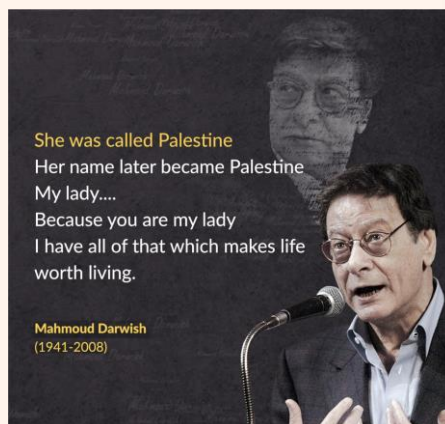 She was called Palestine
Her name later became Palestine
My lady....
Because you are my lady
I have all of that which makes life
worth living.
Mahmoud Darwish
(1941-2008)